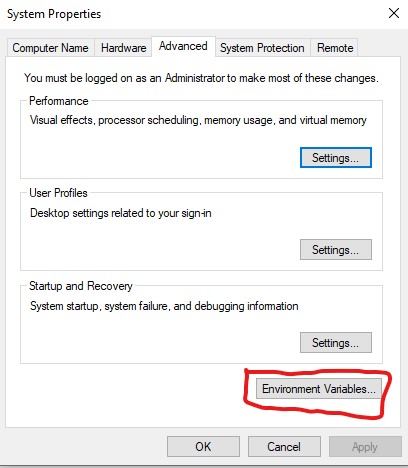 System Properties
Computer Name Hardware Advanced System Protection Remote
You must be logged on as an Administrator to make most of these changes.
Performance
Visual effects, processor scheduling, memory usage, and virtual memory
Settings...
User Profiles
Desktop settings related to your sign-in
Settings...
Startup and Recovery
System startup, system failure, and debugging information
Settings...
Environment Variables...
OK Cancel Apply